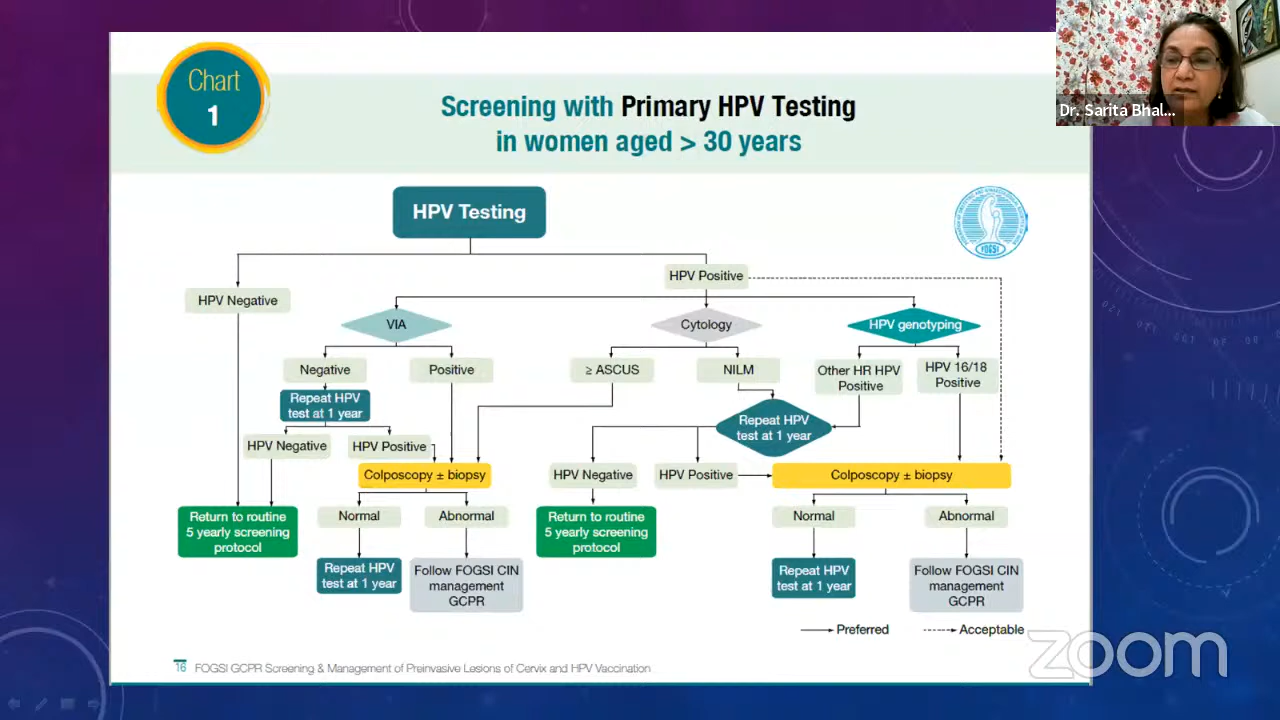 Chart
1
Screening with Primary HPV Testing
in women aged > 30 years
Dr. Sarita Bhal...
HPV Testing
FOGSI
HPV Positive
HPV Negative
VIA
Cytology
HPV genotyping
Negative
Positive
≥ ASCUS
NILM
Other HR HPV
Positive
HPV 16/18
Positive
Repeat HPV
test at 1 year
Repeat HPV
test at 1 year
HPV Negative
HPV Positive
Colposcopy ± biopsy
HPV Negative
HPV Positive
Colposcopy ± biopsy
Return to routine
5 yearly screening
protocol
Normal
Abnormal
Return to routine
5 yearly screening
protocol
Normal
Abnormal
Repeat HPV
test at 1 year
Follow FOGSI CIN
management
GCPR
Repeat HPV
test at 1 year
Follow FOGSI CIN
management
GCPR
Preferred
Acceptable
16 FOGSI GCPR Screening & Management of Preinvasive Lesions of Cervix and HPV Vaccination
zoom